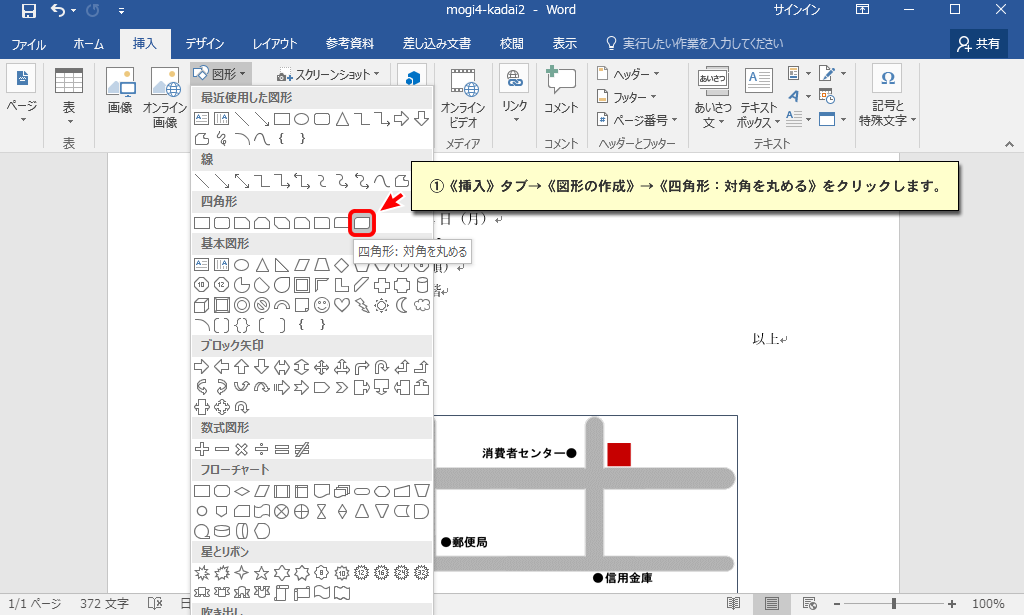 mogi4-kadai2 - Word
サインイン
ファイル ホーム 挿入 デザイン レイアウト 参考資料 差し込み文書 校閲 表示 実行したい作業を入力してください 共有
ページ
表
表
画像
オンライン
画像
図形
スクリーンショット
オンライン
ビデオ
メディア
リンク
コメント
コメント
ヘッダー
フッター
ページ番号
ヘッダーとフッター
あいさつ
あいさつ
文
テキスト
ボックス
テキスト
記号と
特殊文字
最近使用した図形
線
四角形
四角形: 対角を丸める
基本図形
ブロック矢印
数式図形
フローチャート
星とリボン
吹き出し
①《挿入》タブ→《図形の作成》→《四角形：対角を丸める》をクリックします。
日（月）
以上
消費者センター●
●郵便局
●信用金庫
1/1 ページ 372 文字
100%